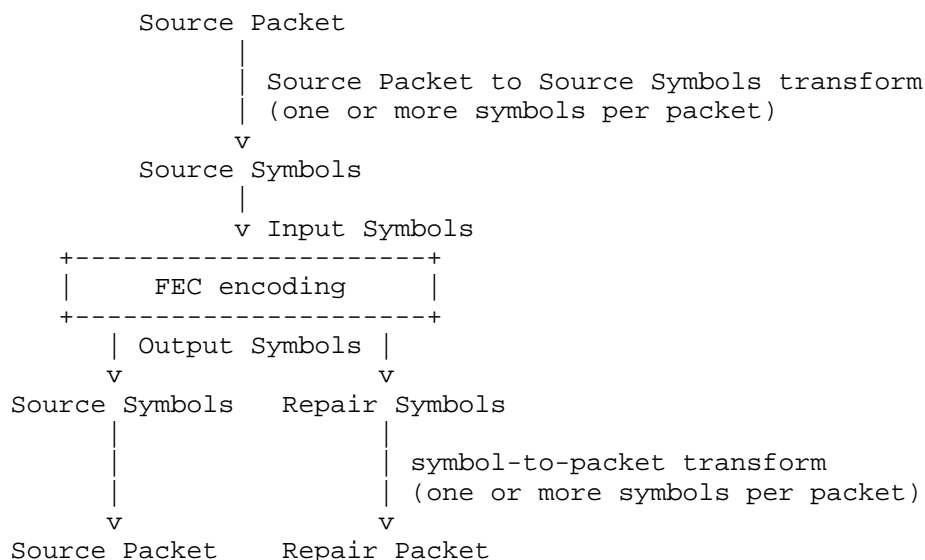 Source Packet
|
| Source Packet to Source Symbols transform
| (one or more symbols per packet)
v
Source Symbols
|
v Input Symbols
+----------------------+
| FEC encoding |
+----------------------+
| Output Symbols |
v v
Source Symbols Repair Symbols
| |
| | symbol-to-packet transform
| | (one or more symbols per packet)
v v
Source Packet Repair Packet